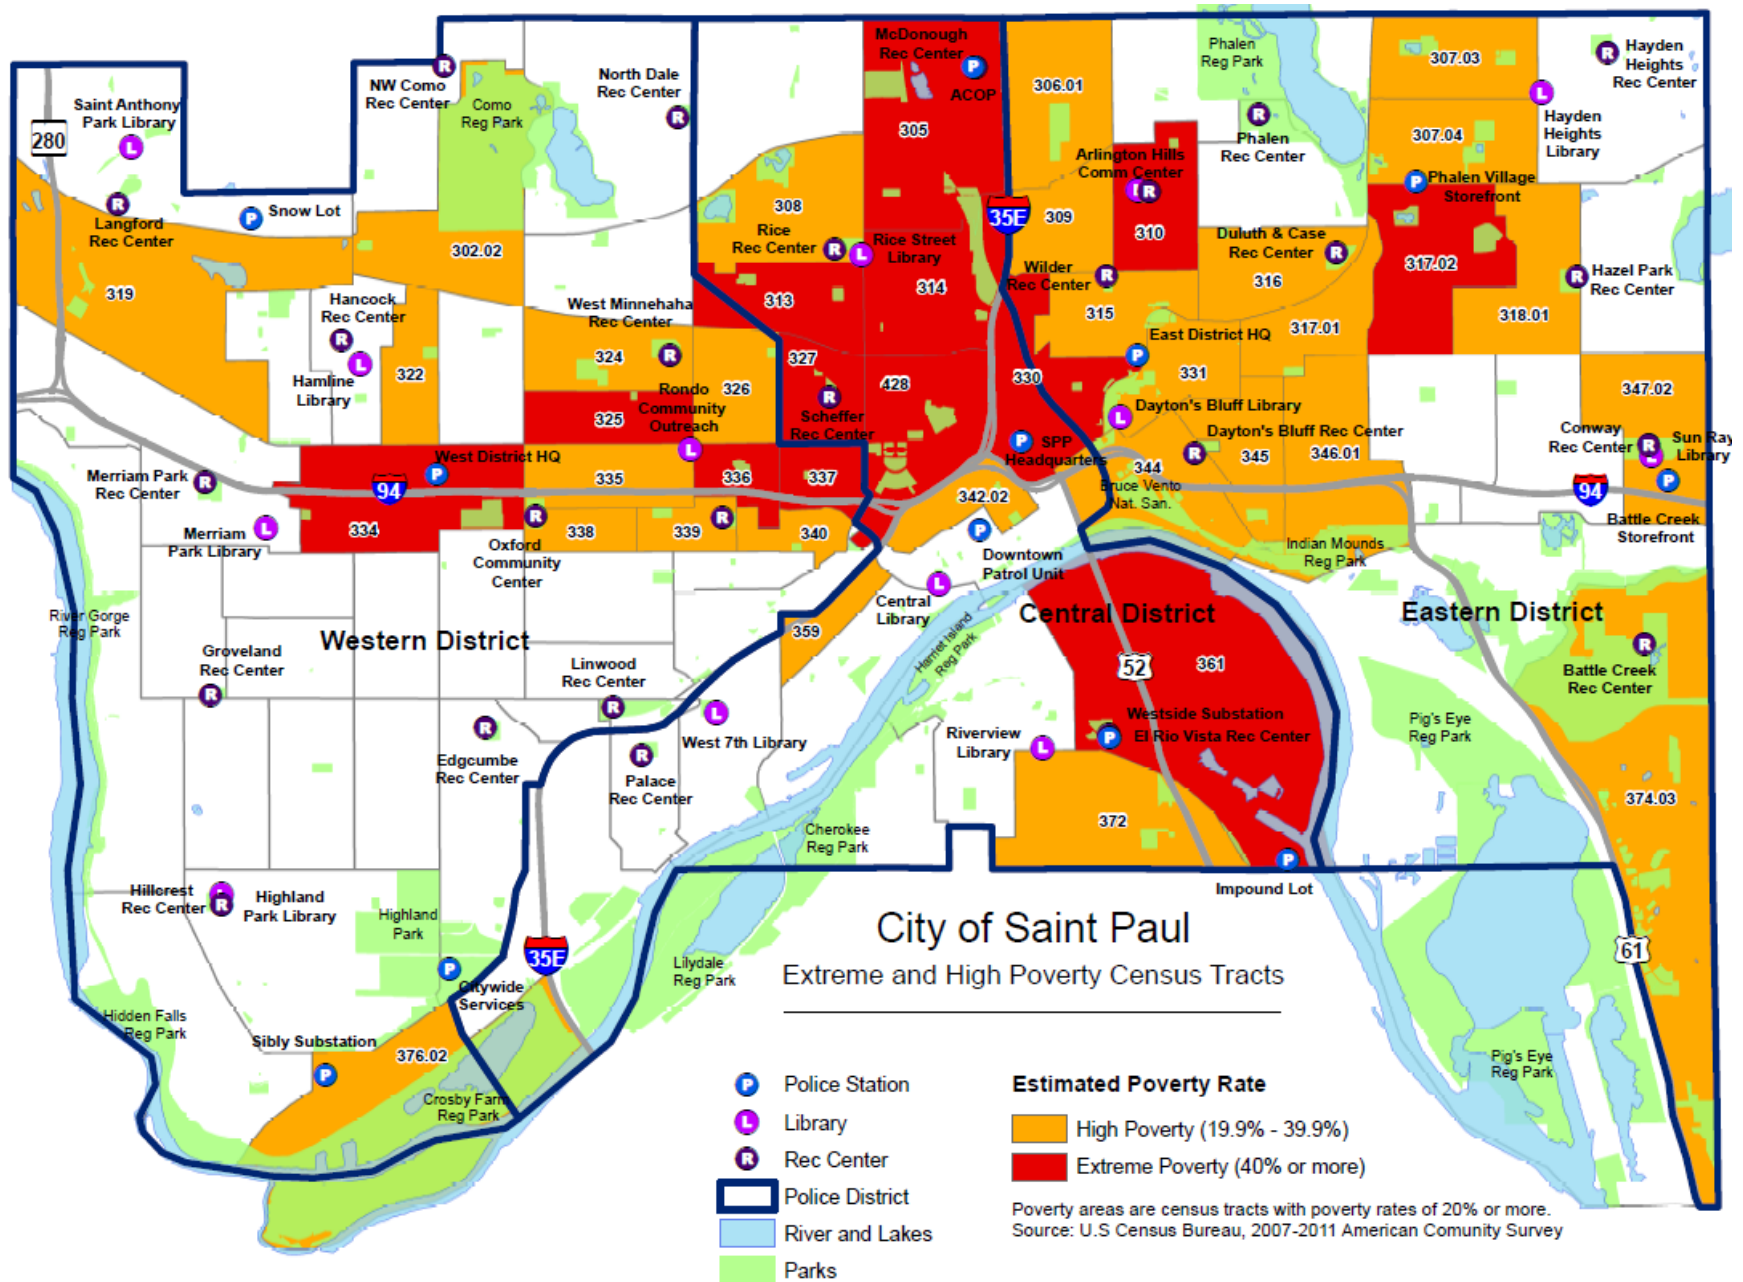 McDonough
Rec Center
P
ACOP
305
NW Como
Rec Center
R
Como
Reg Park
North Dale
Rec Center
R
306.01
Phalen
Reg Park
307.03
R
Hayden
Heights
Rec Center
L
Hayden
Heights
Library
307.04
280
Saint Anthony
Park Library
L
R
Langford
Rec Center
P
Snow Lot
302.02
319
308
Rice
Rec Center
R
L
Rice Street
Library
35E
309
Arlington Hills
Comm Center
R
310
R
Phalen
Rec Center
P
Phalen Village
Storefront
Duluth & Case
Rec Center
R
317.02
Wilder
Rec Center
R
316
R
Hazel Park
Rec Center
Hancock
Rec Center
R
L
Hamline
Library
322
West Minnehaha
Rec Center
R
313
314
315
317.01
318.01
East District HQ
P
324
327
326
428
330
331
347.02
325
Rondo
Community
Outreach
L
R
Scheffer
Rec Center
L
Dayton's Bluff Library
R
Dayton's Bluff Rec Center
P
SPP
Headquarters
Conway
Rec Center
R
Sun Ray
Library
P
Battle Creek
Storefront
West District HQ
P
94
Merriam Park
Rec Center
R
L
Merriam
Park Library
334
335
336
337
338
339
340
R
R
Oxford
Community
Center
342.02
P
Downtown
Patrol Unit
344
345
346.01
Bruce Vento
Nat. San.
94
Indian Mounds
Reg Park
L
Central
Library
Central District
Eastern District
Western District
River Gorge
Reg Park
359
Harriet Island
Reg Park
52
361
R
Battle Creek
Rec Center
Groveland
Rec Center
R
Linwood
Rec Center
R
R
Edgcumbe
Rec Center
L
West 7th Library
R
Palace
Rec Center
Riverview
Library
L
Westside Substation
P
El Rio Vista Rec Center
Pig's Eye
Reg Park
372
374.03
Cherokee
Reg Park
P
Impound Lot
Hillcrest
Rec Center
R
Highland
Park Library
Highland
Park
P
Citywide
Services
35E
Lilydale
Reg Park
61
Hidden Falls
Reg Park
Sibly Substation
P
376.02
Crosby Farm
Reg Park
Pig's Eye
Reg Park
City of Saint Paul
Extreme and High Poverty Census Tracts
P Police Station
L Library
R Rec Center
Police District
River and Lakes
Parks
Estimated Poverty Rate
High Poverty (19.9% - 39.9%)
Extreme Poverty (40% or more)
Poverty areas are census tracts with poverty rates of 20% or more.
Source: U.S Census Bureau, 2007-2011 American Comunity Survey